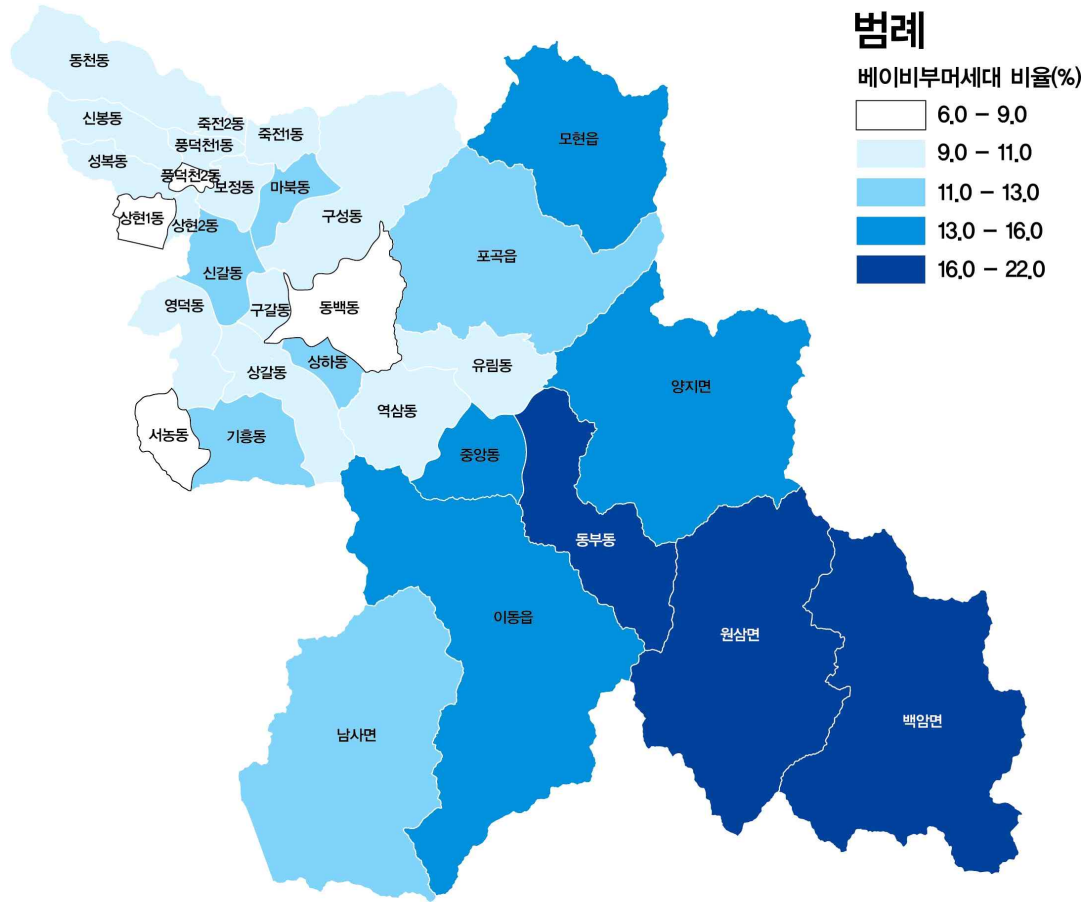 범례
베이비부머세대 비율(%)
6.0 - 9.0
9.0 - 11.0
11.0 - 13.0
13.0 - 16.0
16.0 - 22.0
동천동
신봉동
죽전2동
죽전1동
풍덕천1동
성복동
풍덕천2동
보정동
마북동
모현읍
상현1동
상현2동
구성동
포곡읍
신갈동
영덕동
구갈동
동백동
상갈동
상하동
유림동
양지면
역삼동
서농동
기흥동
중앙동
동부동
이동읍
원삼면
남사면
백암면